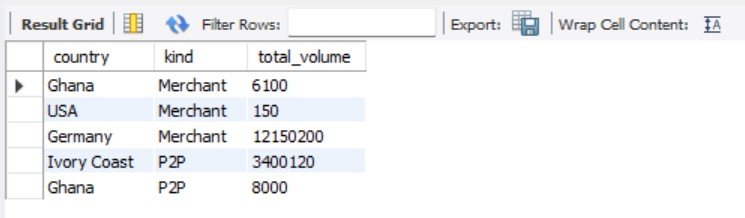 Result Grid Filter Rows: Export: Wrap Cell Content: IA
country kind total_volume
Ghana Merchant 6100
USA Merchant 150
Germany Merchant 12150200
Ivory Coast P2P 3400120
Ghana P2P 8000